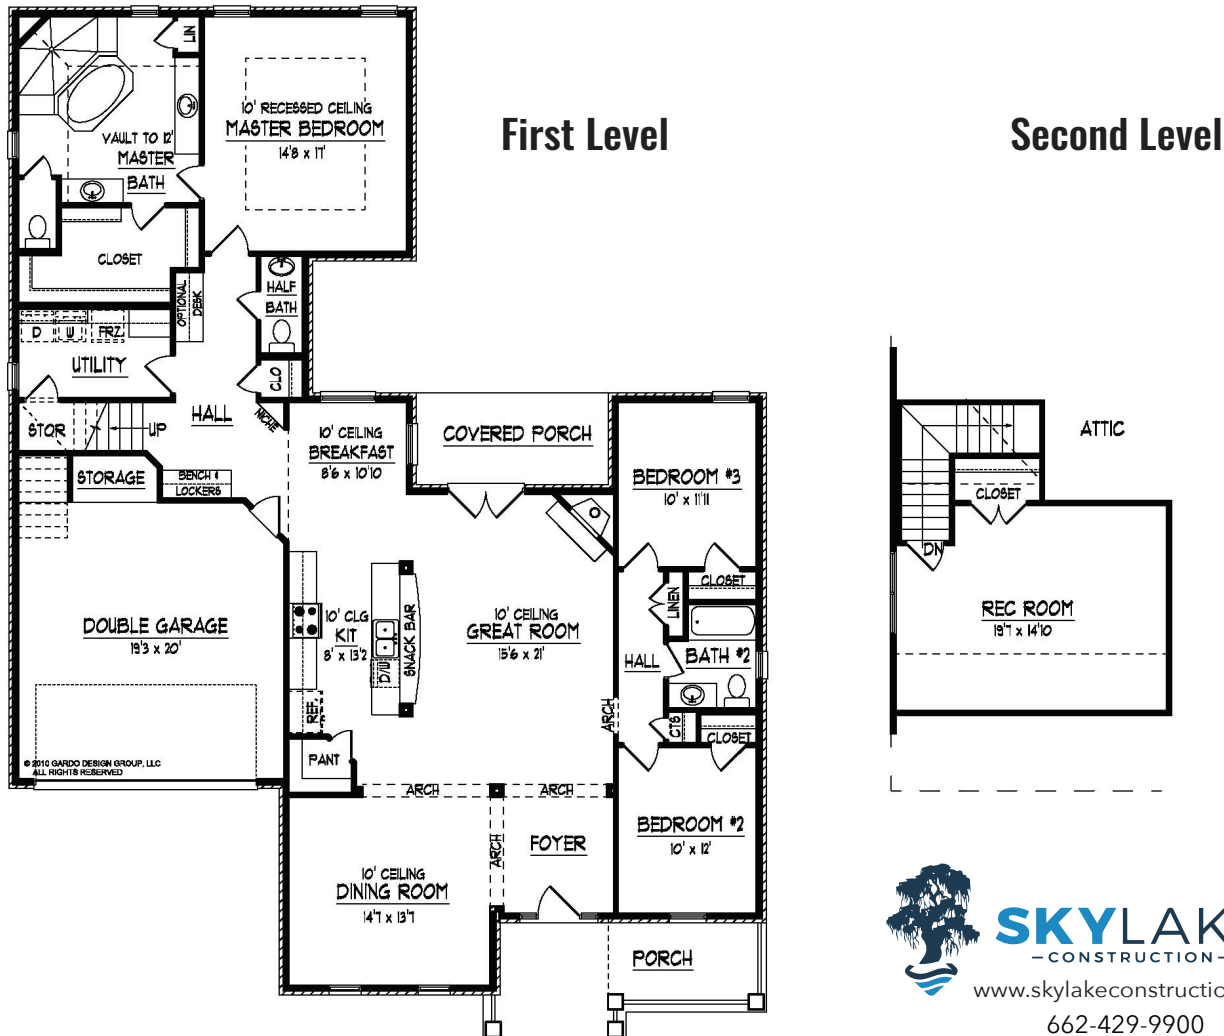 First Level
Second Level
LIN
10' RECESSED CEILING
MASTER BEDROOM
14'8 x 17'
VAULT TO 12'
MASTER
BATH
CLOSET
OPTIONAL
DESK
HALF
BATH
D
W
FRZ.
UTILITY
CLO
HALL
NICHE
STOR
UP
STORAGE
BENCH &
LOCKERS
10' CEILING
BREAKFAST
8'6 x 10'10
COVERED PORCH
BEDROOM #3
10' x 11'11
CLOSET
LINEN
DOUBLE GARAGE
19'3 x 20'
10' CLG
KIT
8' x 13'2
D/W
SNACK BAR
10' CEILING
GREAT ROOM
15'6 x 21'
HALL
BATH #2
REF.
ARCH
CTS
CLOSET
PANT
© 2010 GARDO DESIGN GROUP, LLC
ALL RIGHTS RESERVED
ARCH
ARCH
BEDROOM #2
10' x 12'
ARCH
FOYER
10' CEILING
DINING ROOM
14'7 x 13'7
PORCH
ATTIC
CLOSET
DN
REC ROOM
19'7 x 14'10
SKYLAK
CONSTRUCTION
www.skylakeconstructio
662-429-9900